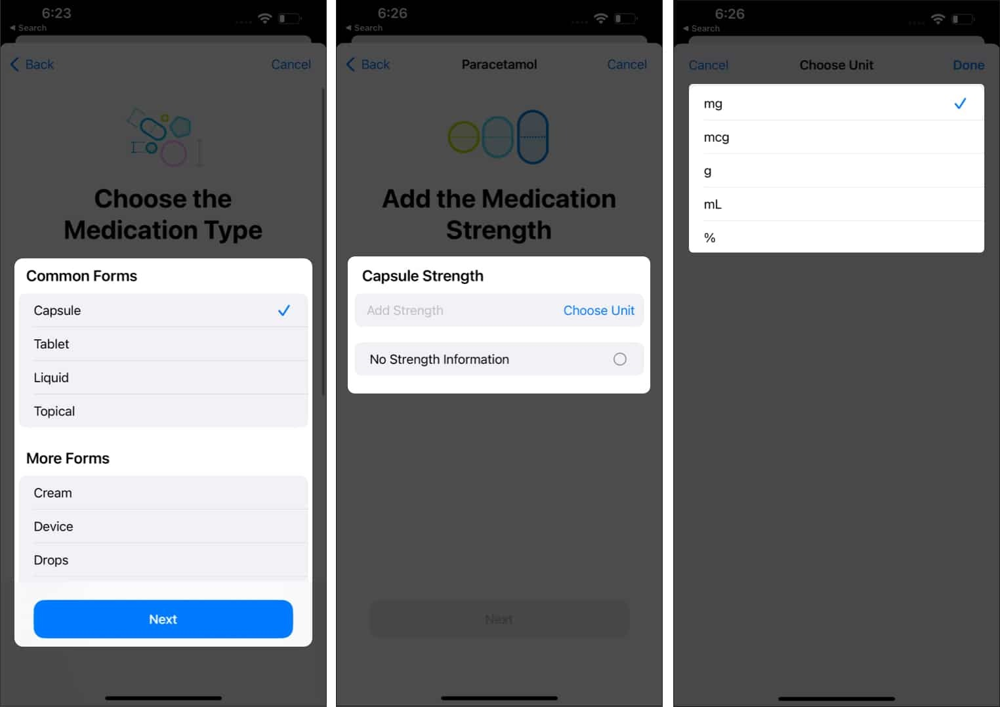 6:23
◀ Search
Back
Cancel
Choose the
Medication Type
Common Forms
Capsule
Tablet
Liquid
Topical
More Forms
Cream
Device
Drops
Next
6:26
◀ Search
Back
Paracetamol
Cancel
Add the Medication
Strength
Capsule Strength
Add Strength
Choose Unit
No Strength Information
Next
6:26
◀ Search
Cancel
Choose Unit
Done
mg
mcg
g
mL
%